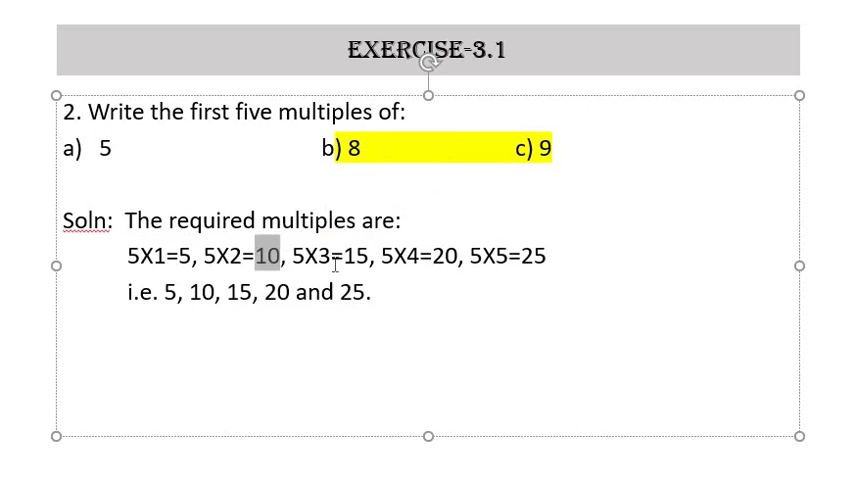 EXERCISE-3.1
2. Write the first five multiples of:
a) 5 b) 8 c) 9
Soln: The required multiples are:
5X1=5, 5X2=10, 5X3=15, 5X4=20, 5X5=25
i.e. 5, 10, 15, 20 and 25.